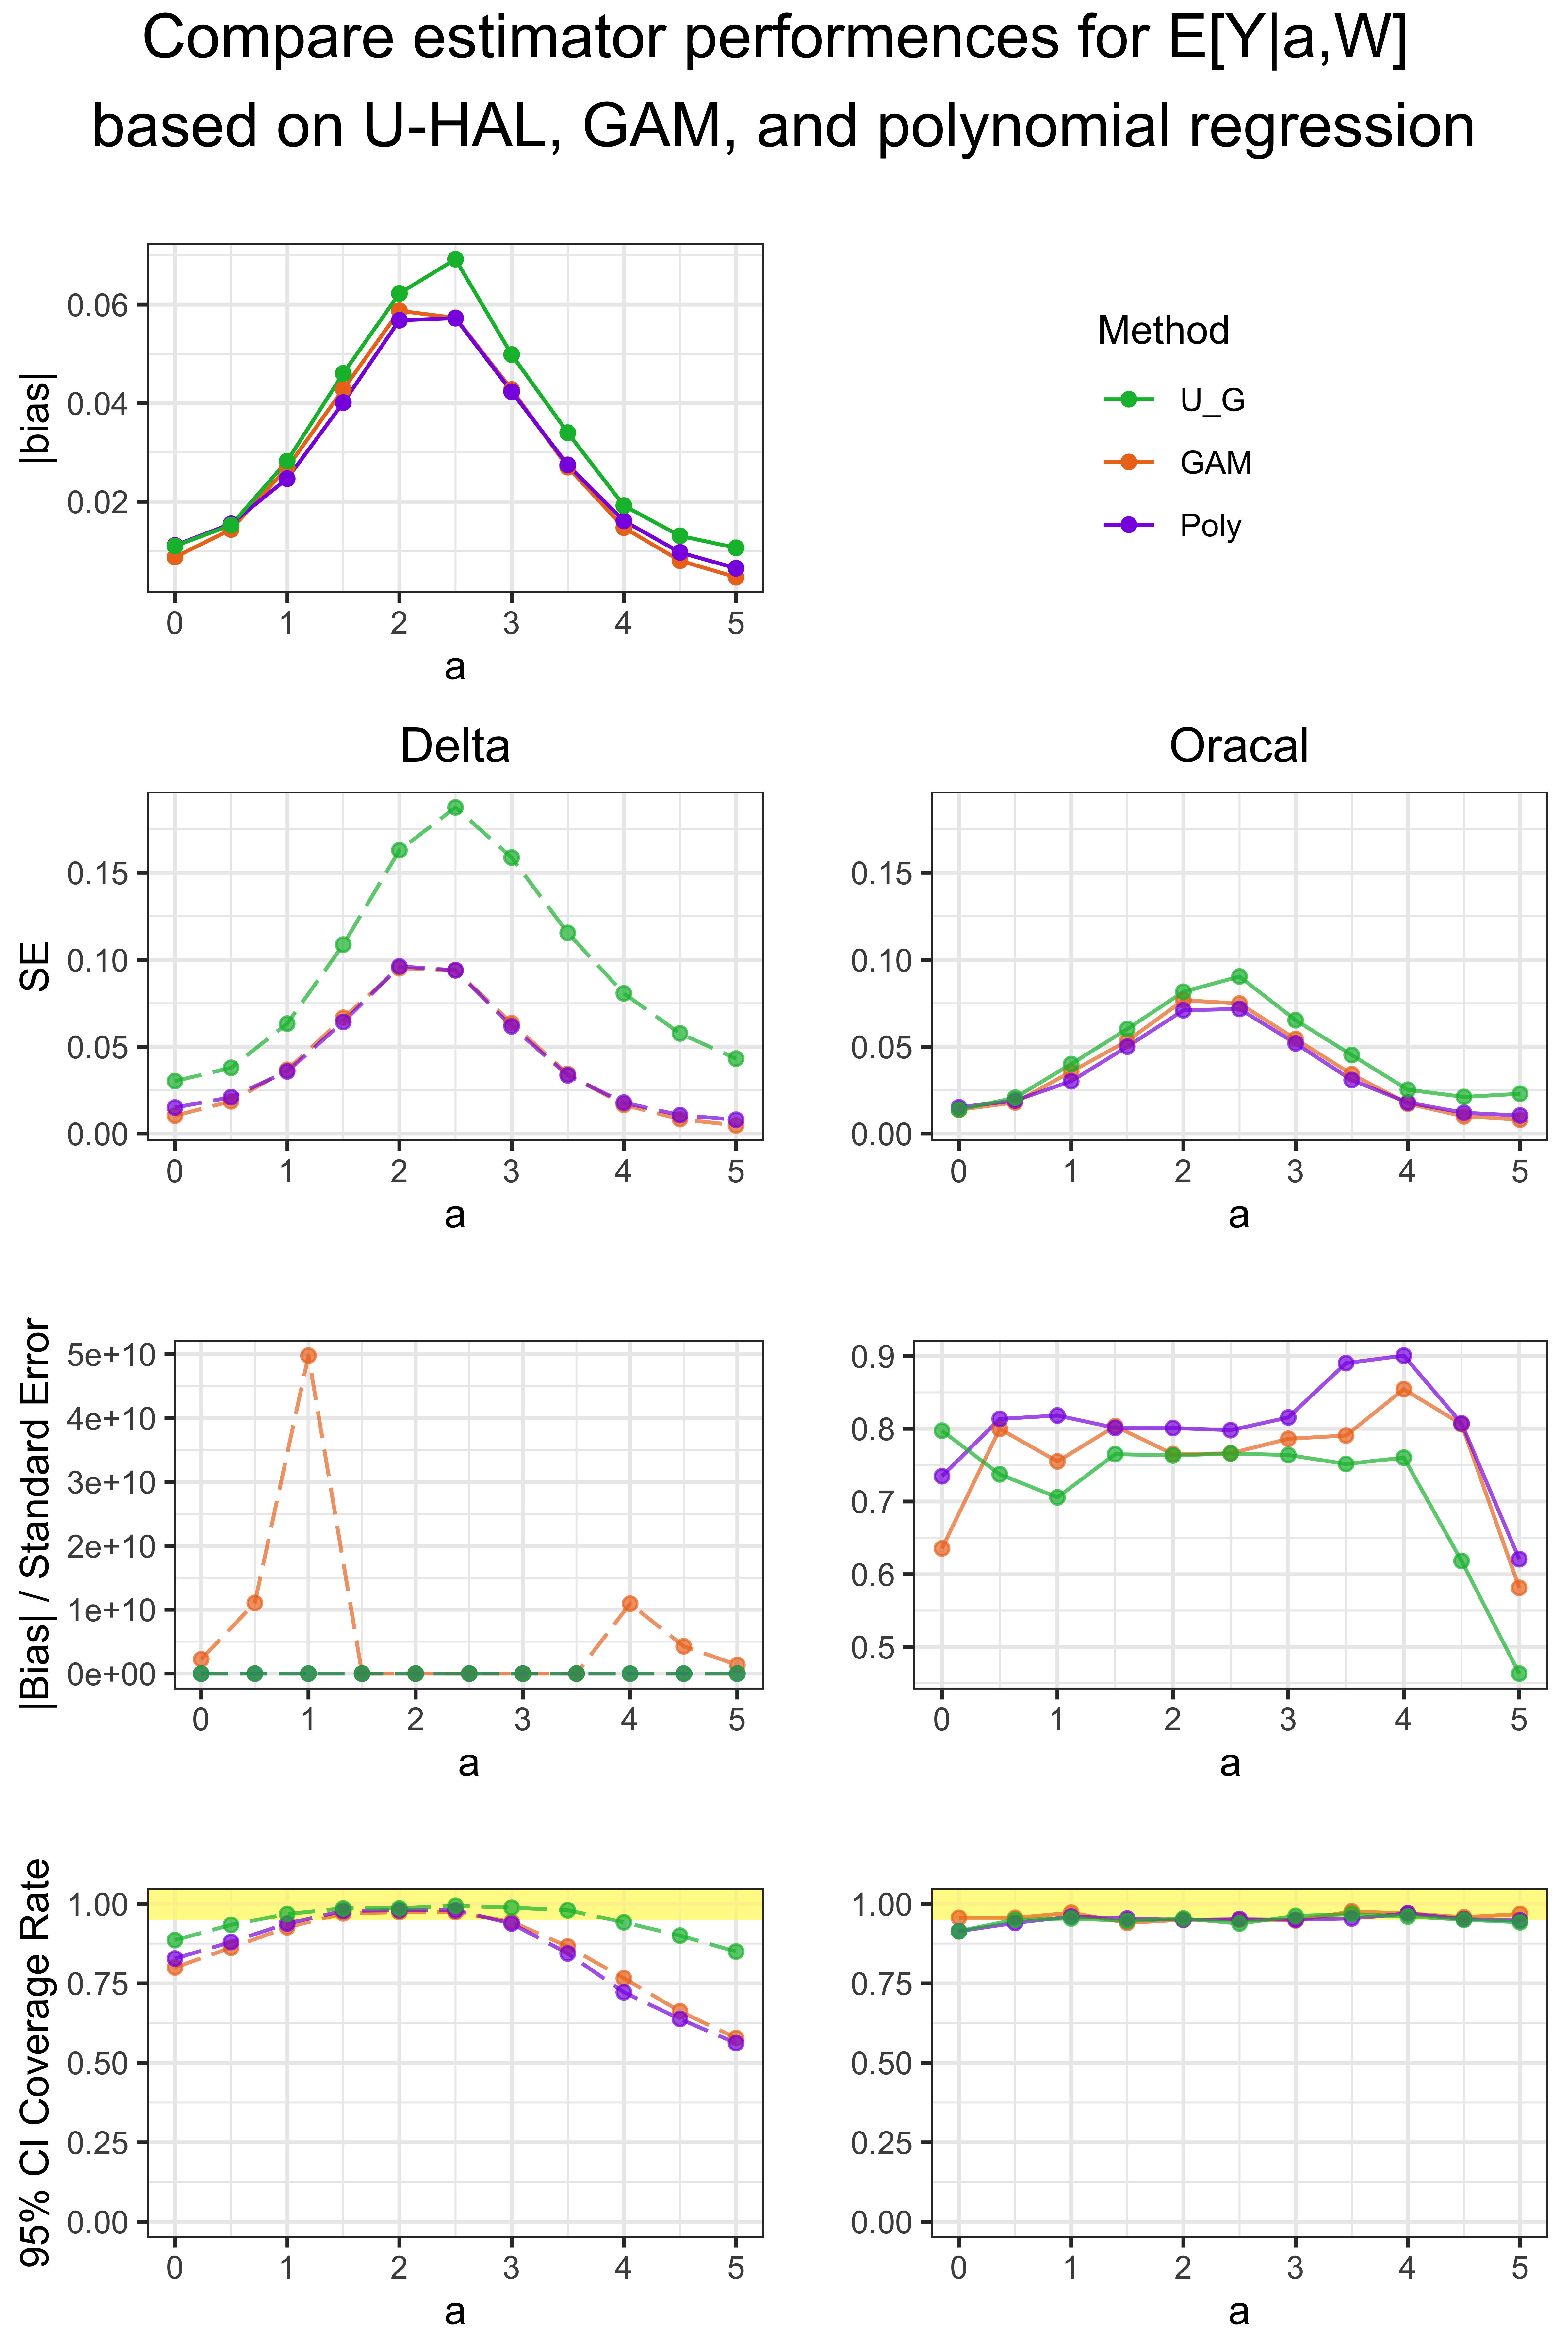 Compare estimator performences for E[Y|a,W]
based on U-HAL, GAM, and polynomial regression
|bias|
0.06
0.04
0.02
0 1 2 3 4 5
a
Method
U_G
GAM
Poly
Delta
SE
0.15
0.10
0.05
0.00
0 1 2 3 4 5
a
Oracal
0.15
0.10
0.05
0.00
0 1 2 3 4 5
a
|Bias| / Standard Error
5e+10
4e+10
3e+10
2e+10
1e+10
0e+00
0 1 2 3 4 5
a
0.9
0.8
0.7
0.6
0.5
0 1 2 3 4 5
a
95% CI Coverage Rate
1.00
0.75
0.50
0.25
0.00
0 1 2 3 4 5
a
1.00
0.75
0.50
0.25
0.00
0 1 2 3 4 5
a